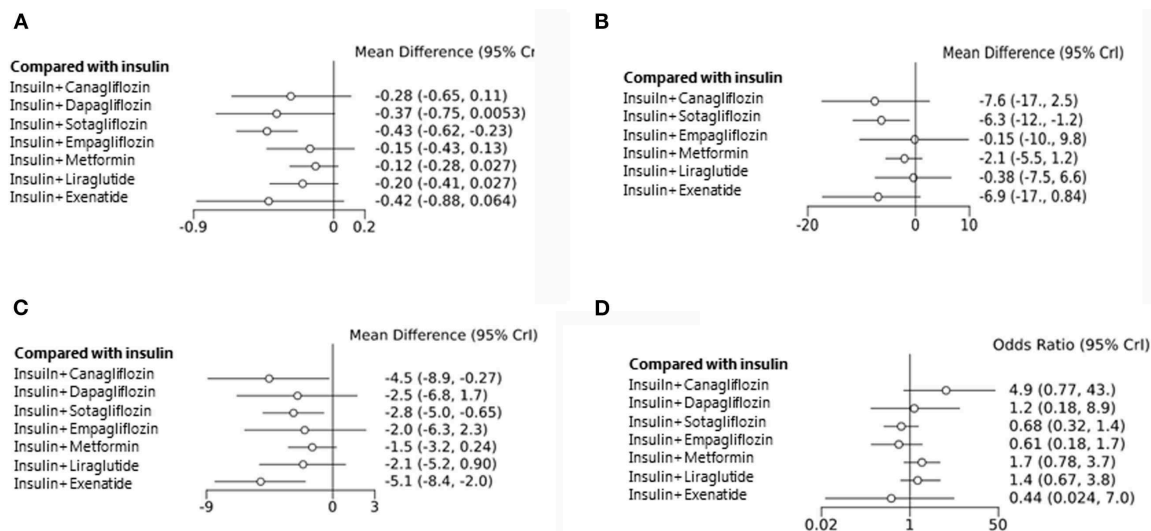 A
Mean Difference (95% Cr
Compared with insulin
Insuiln+Canagliflozin -0.28 (-0.65, 0.11)
Insulin+Dapagliflozin -0.37 (-0.75, 0.0053)
Insulin+Sotagliflozin -0.43 (-0.62, -0.23)
Insulin+Empagliflozin -0.15 (-0.43, 0.13)
Insulin+Metformin -0.12 (-0.28, 0.027)
Insulin+Liraglutide -0.20 (-0.41, 0.027)
Insulin+Exenatide -0.42 (-0.88, 0.064)
-0.9 0 0.2
B
Mean Difference (95% CrI)
Compared with insulin
Insuiln+Canagliflozin -7.6 (-17., 2.5)
Insulin+Sotagliflozin -6.3 (-12., -1.2)
Insulin+Empagliflozin -0.15 (-10., 9.8)
Insulin+Metformin -2.1 (-5.5, 1.2)
Insulin+Liraglutide -0.38 (-7.5, 6.6)
Insulin+Exenatide -6.9 (-17., 0.84)
-20 0 10
C
Mean Difference (95% CrI)
Compared with insulin
Insuiln+Canagliflozin -4.5 (-8.9, -0.27)
Insulin+Dapagliflozin -2.5 (-6.8, 1.7)
Insulin+Sotagliflozin -2.8 (-5.0, -0.65)
Insulin+Empagliflozin -2.0 (-6.3, 2.3)
Insulin+Metformin -1.5 (-3.2, 0.24)
Insulin+Liraglutide -2.1 (-5.2, 0.90)
Insulin+Exenatide -5.1 (-8.4, -2.0)
-9 0 3
D
Odds Ratio (95% CrI)
Compared with insulin
Insuiln+Canagliflozin 4.9 (0.77, 43.)
Insulin+Dapagliflozin 1.2 (0.18, 8.9)
Insulin+Sotagliflozin 0.68 (0.32, 1.4)
Insulin+Empagliflozin 0.61 (0.18, 1.7)
Insulin+Metformin 1.7 (0.78, 3.7)
Insulin+Liraglutide 1.4 (0.67, 3.8)
Insulin+Exenatide 0.44 (0.024, 7.0)
0.02 1 50